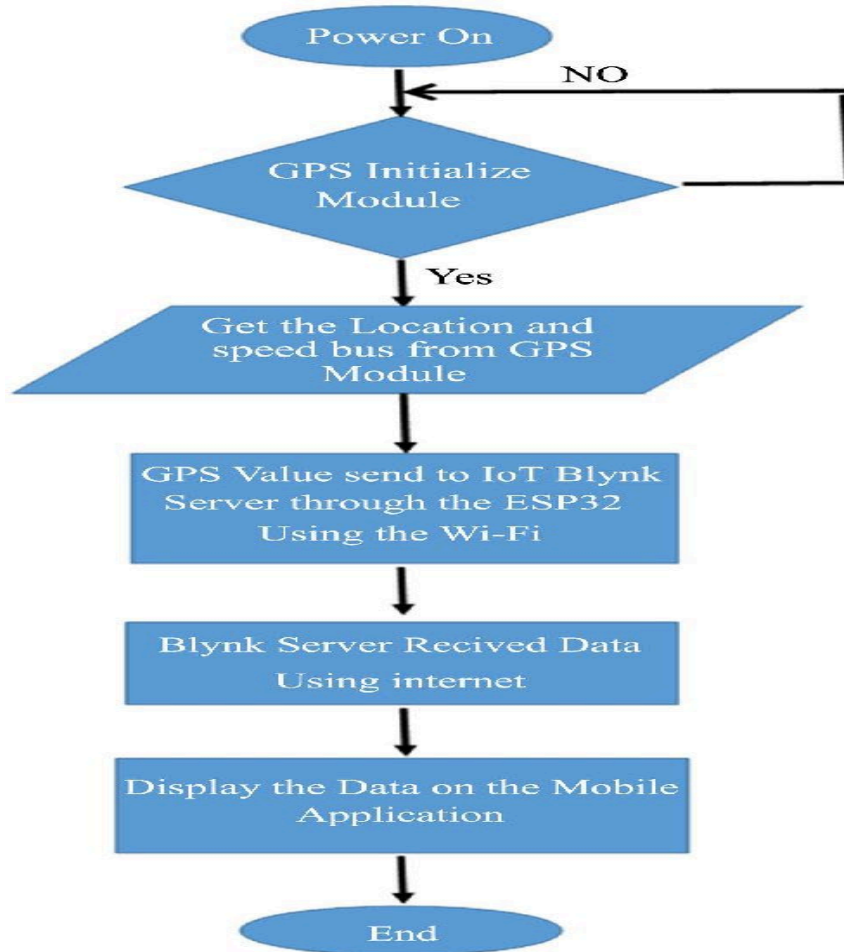 Power On
NO
GPS Initialize
Module
Yes
Get the Location and
speed bus from GPS
Module
GPS Value send to IoT Blynk
Server through the ESP32
Using the Wi-Fi
Blynk Server Recived Data
Using internet
Display the Data on the Mobile
Application
End